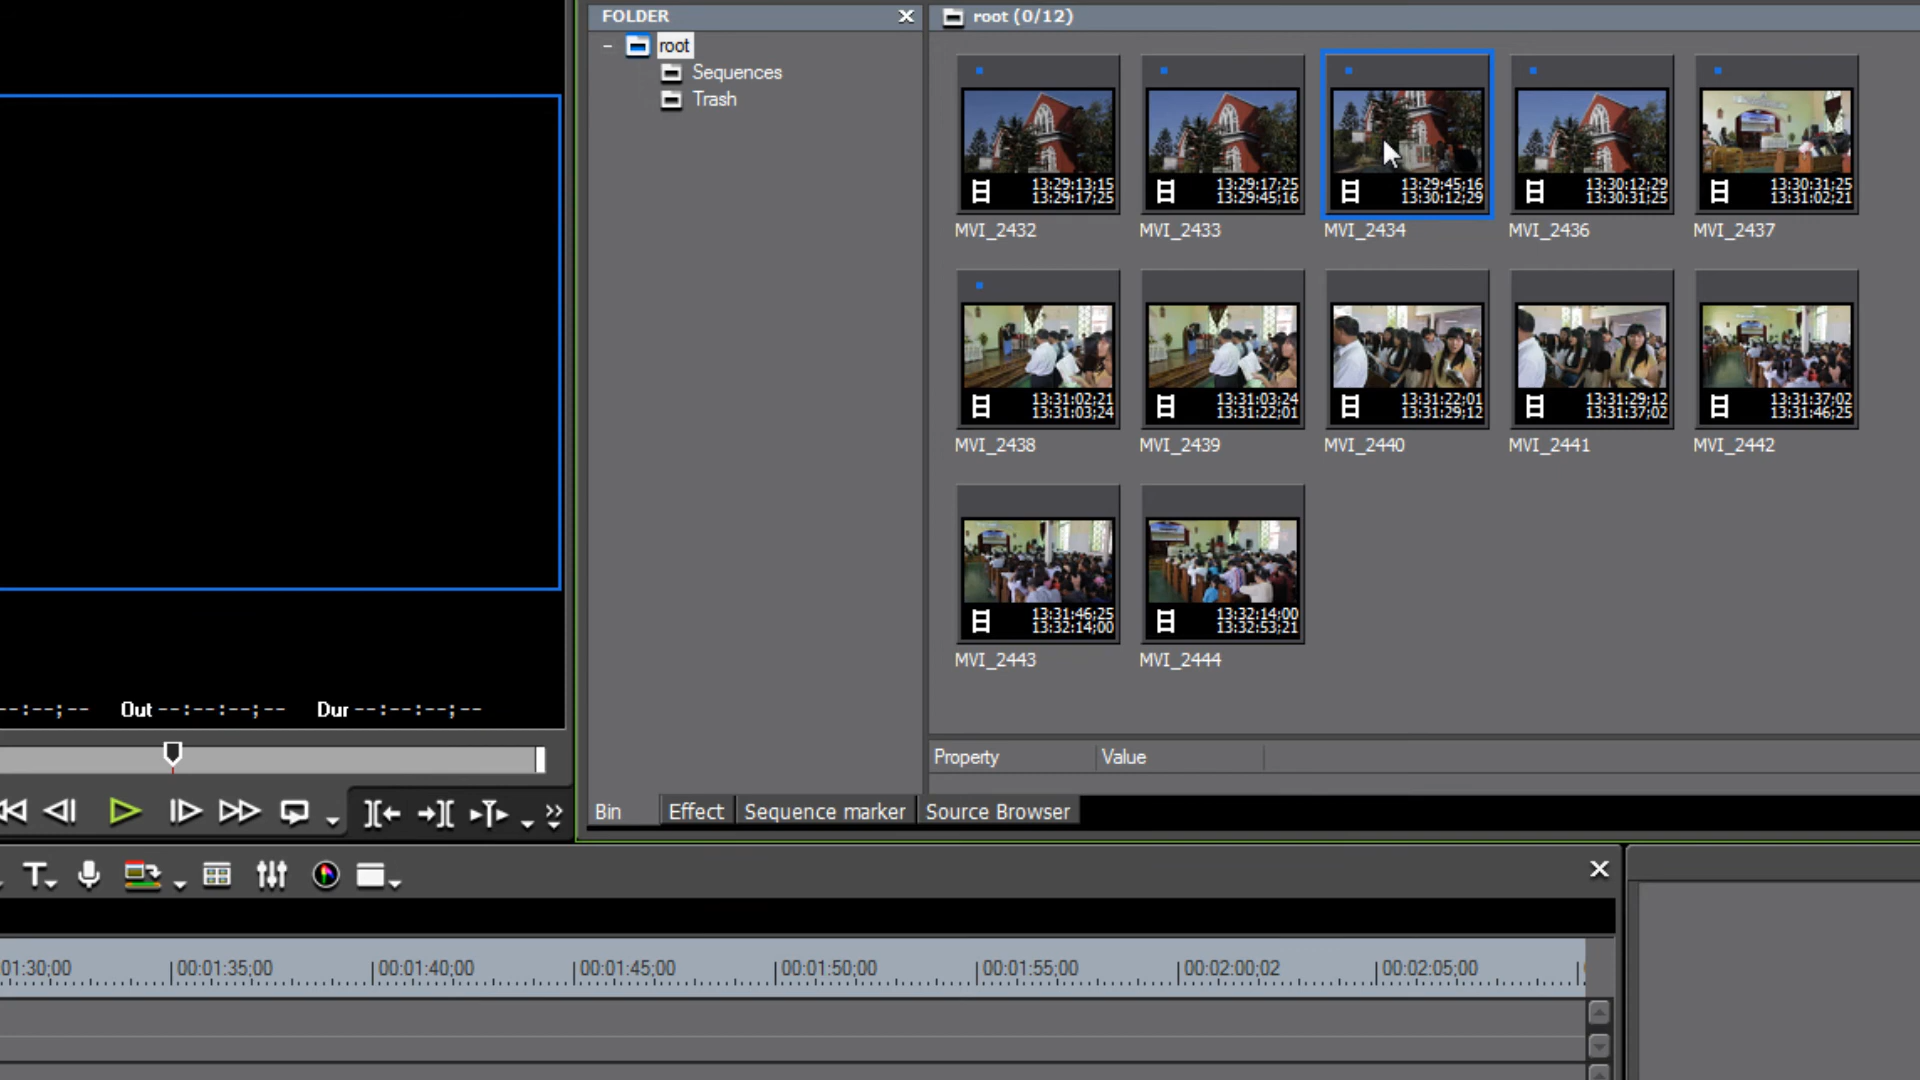 FOLDER
root (0/12)
root
Sequences
Trash
13:29:13;15
13:29:17;25
13:29:17;25
13:29:45;16
13:29:45;16
13:30:12;29
13:30:12;29
13:30:31;25
13:30:31;25
13:31:02;21
MVI_2432
MVI_2433
MVI_2434
MVI_2436
MVI_2437
13:31:02;21
13:31:03;24
13:31:03;24
13:31:22;01
13:31:22;01
13:31:29;12
13:31:29;12
13:31:37;02
13:31:37;02
13:31:46;25
MVI_2438
MVI_2439
MVI_2440
MVI_2441
MVI_2442
13:31:46;25
13:32:14;00
13:32:14;00
13:32:53;21
MVI_2443
MVI_2444
--:--;-- Out --:--:--;-- Dur --:--:--;--
Property Value
Bin Effect Sequence marker Source Browser
01:30;00 00:01:35;00 00:01:40;00 00:01:45;00 00:01:50;00 00:01:55;00 00:02:00;02 00:02:05;00